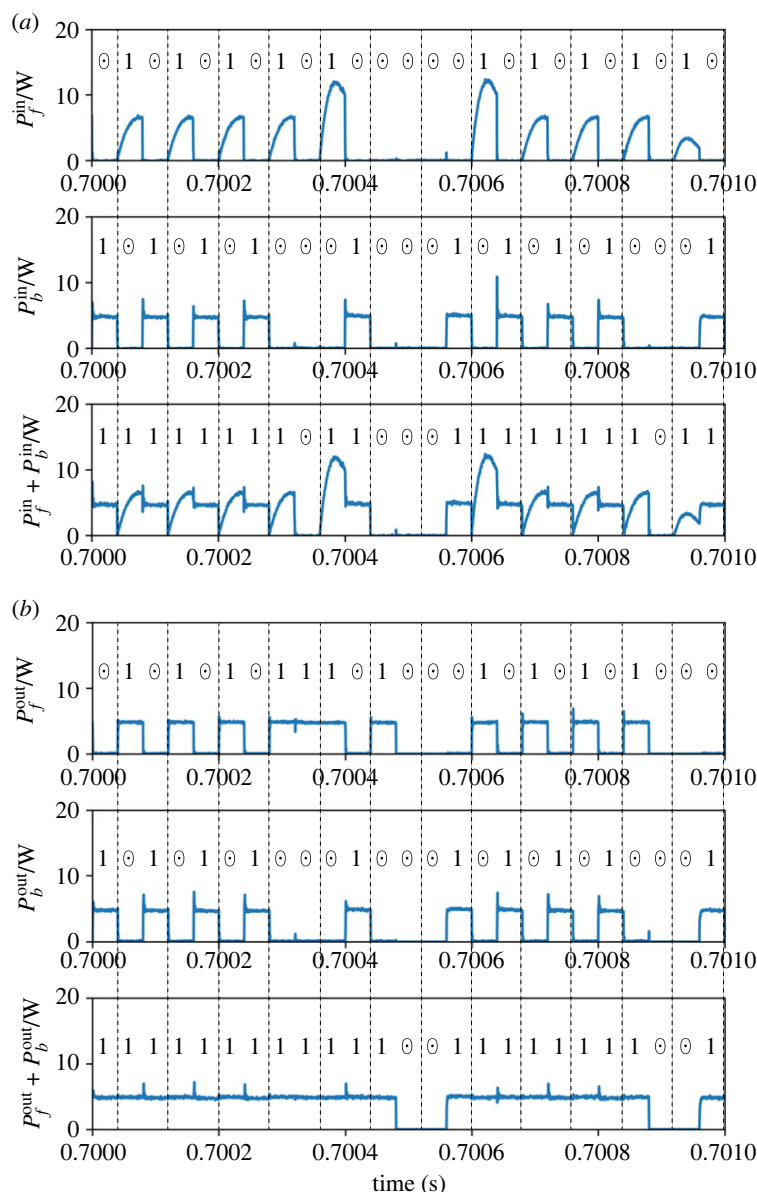 (a)
20
⊙ 1 ⊙ 1 ⊙ 1 ⊙ 1 ⊙ 1 ⊙ ⊙ ⊙ ⊙ ⊙ 1 ⊙ 1 ⊙ 1 ⊙ 1 ⊙ 1 ⊙
10
0
P_f^in/W
0.7000 0.7002 0.7004 0.7006 0.7008 0.7010
20
1 ⊙ 1 ⊙ 1 ⊙ 1 ⊙ ⊙ ⊙ 1 ⊙ ⊙ ⊙ 1 ⊙ 1 ⊙ 1 ⊙ 1 ⊙ ⊙ ⊙ 1
10
0
P_b^in/W
0.7000 0.7002 0.7004 0.7006 0.7008 0.7010
20
1 1 1 1 1 1 1 1 ⊙ 1 1 ⊙ ⊙ ⊙ 1 1 1 1 1 1 1 1 ⊙ 1 1
10
0
P_f^in + P_b^in/W
0.7000 0.7002 0.7004 0.7006 0.7008 0.7010
(b)
20
⊙ 1 ⊙ 1 ⊙ 1 ⊙ 1 1 1 ⊙ 1 ⊙ ⊙ ⊙ 1 ⊙ 1 ⊙ 1 ⊙ 1 ⊙ ⊙ ⊙
10
0
P_f^out/W
0.7000 0.7002 0.7004 0.7006 0.7008 0.7010
20
1 ⊙ 1 ⊙ 1 ⊙ 1 ⊙ ⊙ ⊙ 1 ⊙ ⊙ ⊙ 1 ⊙ 1 ⊙ 1 ⊙ 1 ⊙ ⊙ ⊙ 1
10
0
P_b^out/W
0.7000 0.7002 0.7004 0.7006 0.7008 0.7010
20
1 1 1 1 1 1 1 1 1 1 1 1 ⊙ ⊙ 1 1 1 1 1 1 1 1 ⊙ ⊙ 1
10
0
P_f^out + P_b^out/W
0.7000 0.7002 0.7004 0.7006 0.7008 0.7010
time (s)